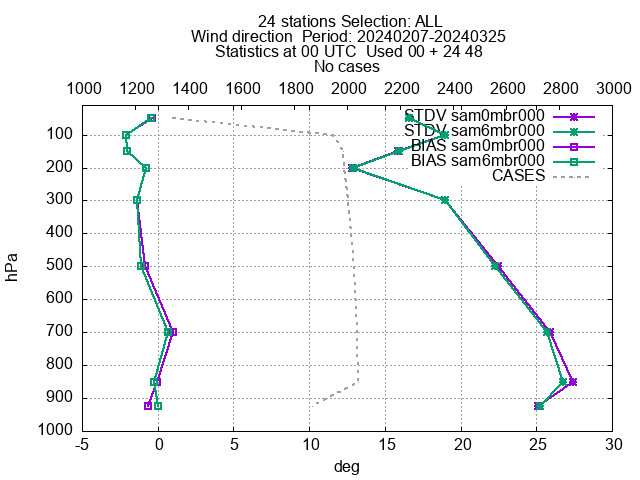 24 stations Selection: ALL
Wind direction  Period: 20240207-20240325
Statistics at 00 UTC  Used 00 + 24 48
No cases
1000 1200 1400 1600 1800 2000 2200 2400 2600 2800 3000
STDV sam0mbr000
STDV sam6mbr000
BIAS sam0mbr000
BIAS sam6mbr000
CASES
100
200
300
400
500
600
700
800
900
1000
hPa
-5 0 5 10 15 20 25 30
deg